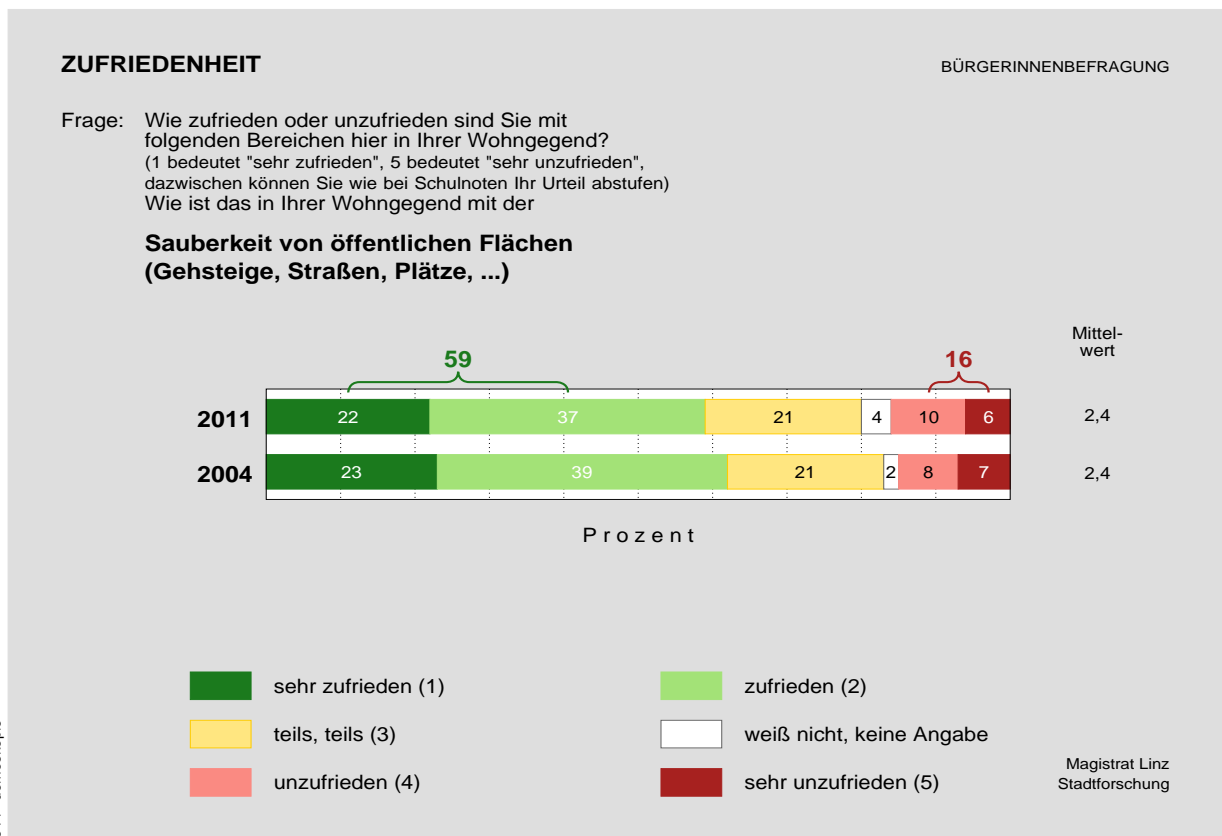 ZUFRIEDENHEIT
BÜRGERINNENBEFRAGUNG
Frage: Wie zufrieden oder unzufrieden sind Sie mit
folgenden Bereichen hier in Ihrer Wohngegend?
(1 bedeutet "sehr zufrieden", 5 bedeutet "sehr unzufrieden",
dazwischen können Sie wie bei Schulnoten Ihr Urteil abstufen)
Wie ist das in Ihrer Wohngegend mit der
Sauberkeit von öffentlichen Flächen
(Gehsteige, Straßen, Plätze, ...)
Mittel-
wert
59 16
2011 22 37 21 4 10 6 2,4
2004 23 39 21 2 8 7 2,4
Prozent
sehr zufrieden (1) zufrieden (2)
teils, teils (3) weiß nicht, keine Angabe
unzufrieden (4) sehr unzufrieden (5)
Magistrat Linz
Stadtforschung